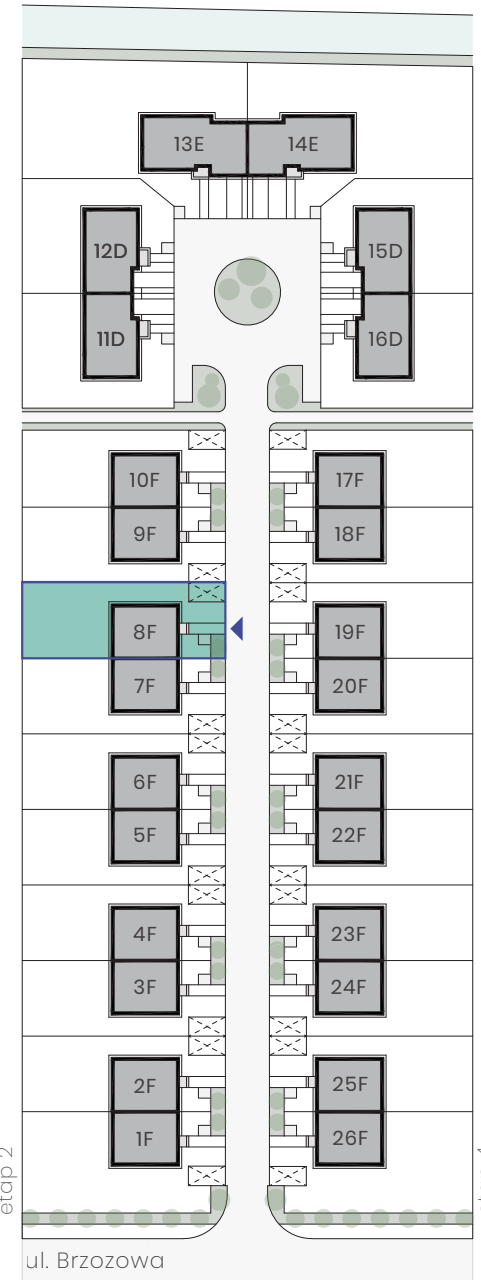 13E 14E
12D 15D
11D 16D
10F 17F
9F 18F
8F 19F
7F 20F
6F 21F
5F 22F
4F 23F
3F 24F
2F 25F
1F 26F
etap 2
ul. Brzozowa